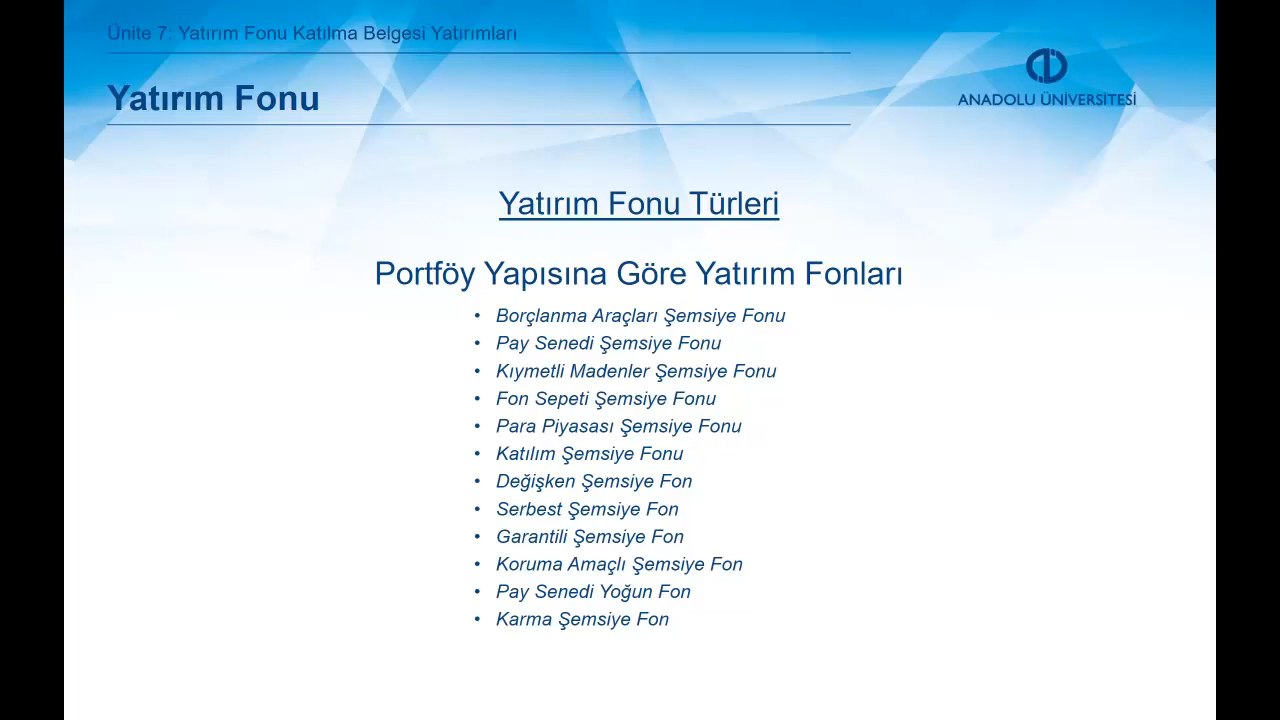 Ünite 7: Yatırım Fonu Katılma Belgesi Yatırımları
Yatırım Fonu
ANADOLU ÜNİVERSİTESİ
Yatırım Fonu Türleri
Portföy Yapısına Göre Yatırım Fonları
• Borçlanma Araçları Şemsiye Fonu
• Pay Senedi Şemsiye Fonu
• Kıymetli Madenler Şemsiye Fonu
• Fon Sepeti Şemsiye Fonu
• Para Piyasası Şemsiye Fonu
• Katılım Şemsiye Fonu
• Değişken Şemsiye Fon
• Serbest Şemsiye Fon
• Garantili Şemsiye Fon
• Koruma Amaçlı Şemsiye Fon
• Pay Senedi Yoğun Fon
• Karma Şemsiye Fon